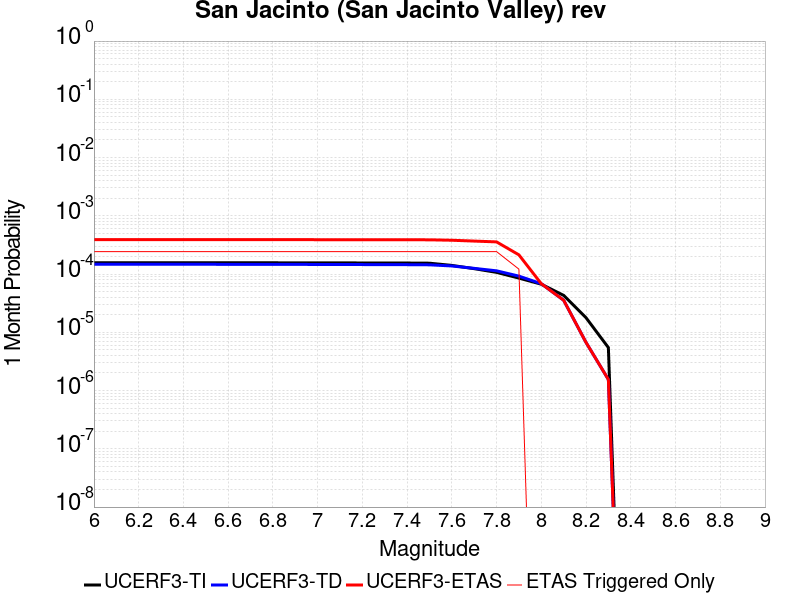 San Jacinto (San Jacinto Valley) rev
10^0
10^-1
10^-2
10^-3
10^-4
10^-5
10^-6
10^-7
10^-8
1 Month Probability
6 6.2 6.4 6.6 6.8 7 7.2 7.4 7.6 7.8 8 8.2 8.4 8.6 8.8 9
Magnitude
UCERF3-TI UCERF3-TD UCERF3-ETAS ETAS Triggered Only